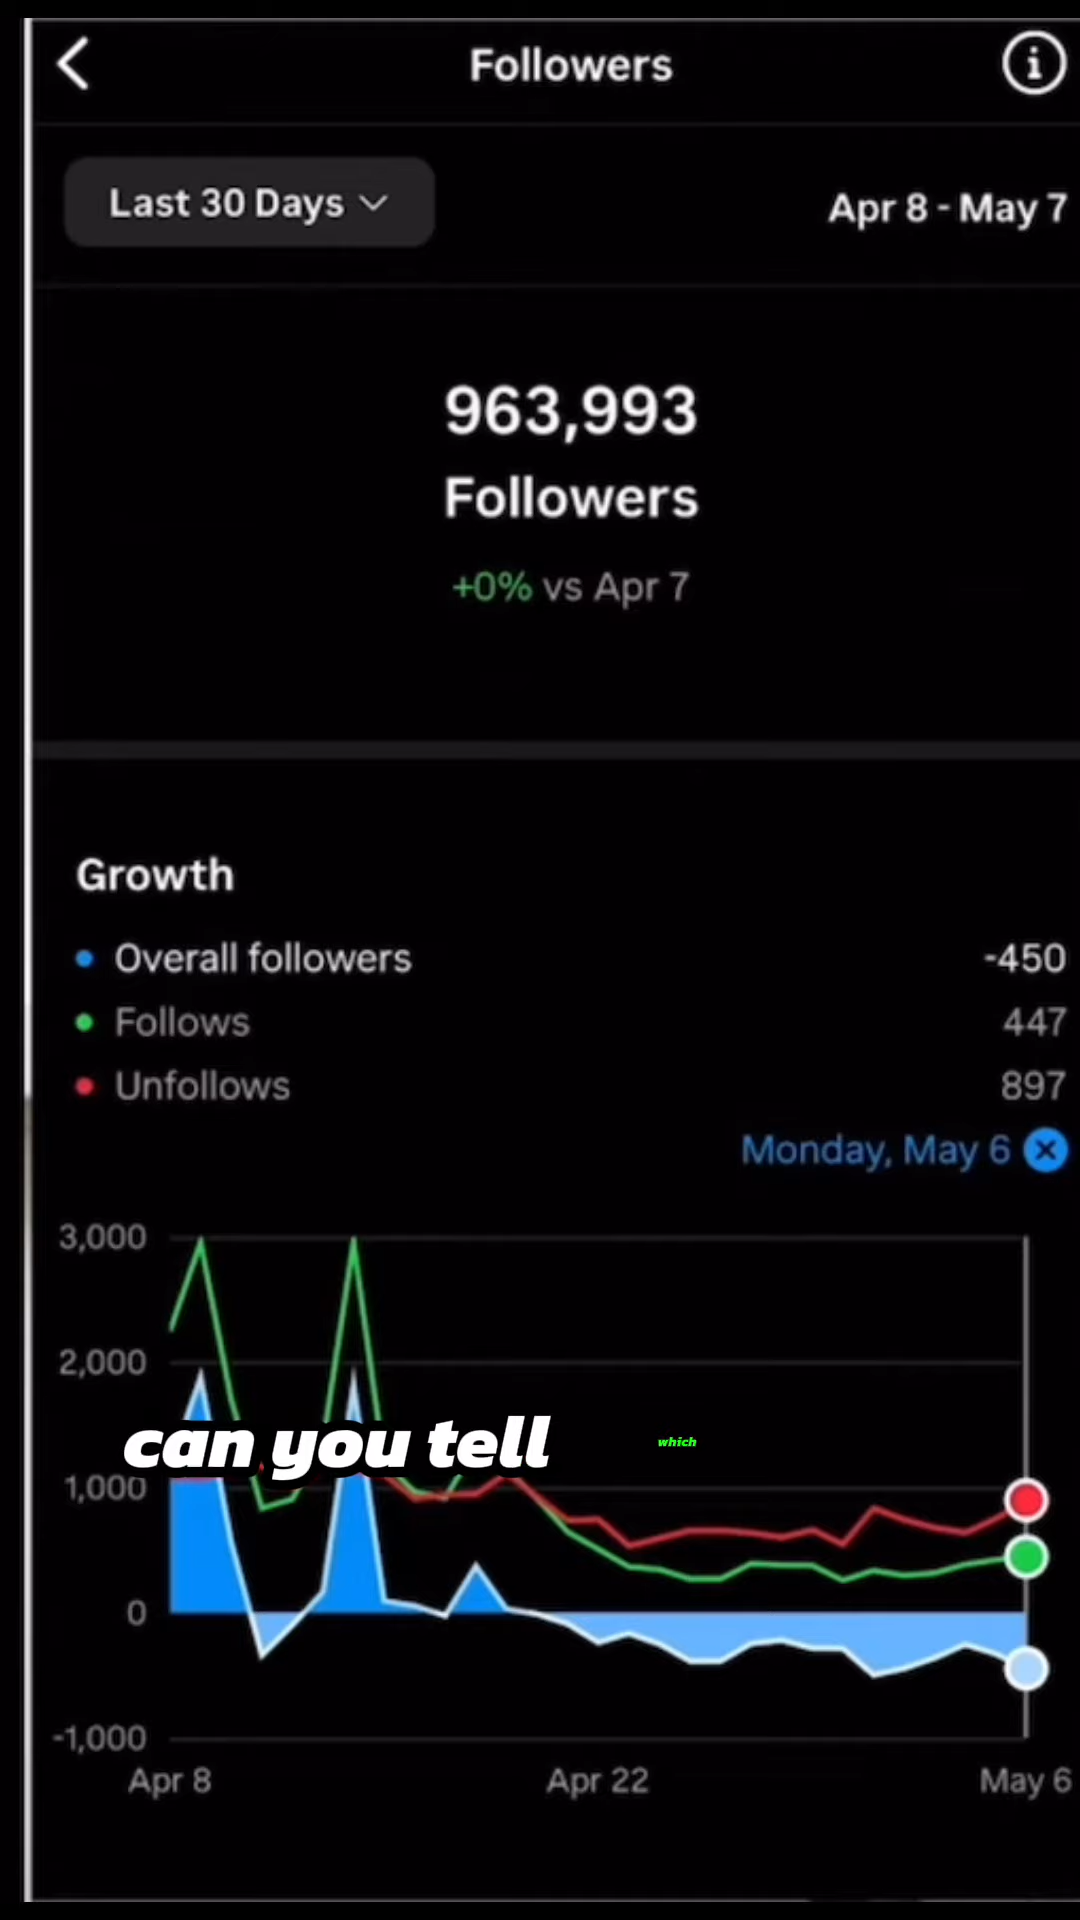 Followers
Last 30 Days
Apr 8 - May 7
963,993
Followers
+0% vs Apr 7
Growth
Overall followers -450
Follows 447
Unfollows 897
Monday, May 6
3,000
2,000
can you tell which
1,000
0
-1,000
Apr 8 Apr 22 May 6